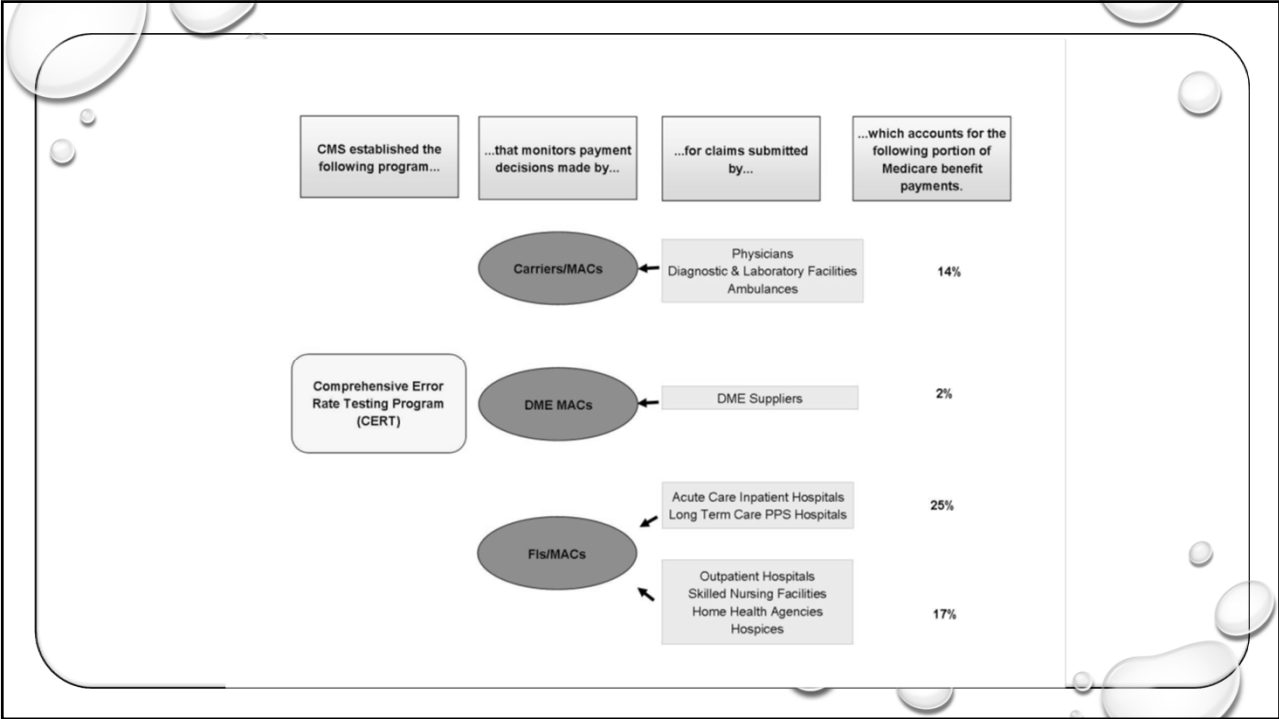 CMS established the
following program...
...that monitors payment
decisions made by...
...for claims submitted
by...
...which accounts for the
following portion of
Medicare benefit
payments.
Carriers/MACs
Physicians
Diagnostic & Laboratory Facilities
Ambulances
14%
Comprehensive Error
Rate Testing Program
(CERT)
DME MACs
DME Suppliers
2%
FIs/MACs
Acute Care Inpatient Hospitals
Long Term Care PPS Hospitals
25%
Outpatient Hospitals
Skilled Nursing Facilities
Home Health Agencies
Hospices
17%